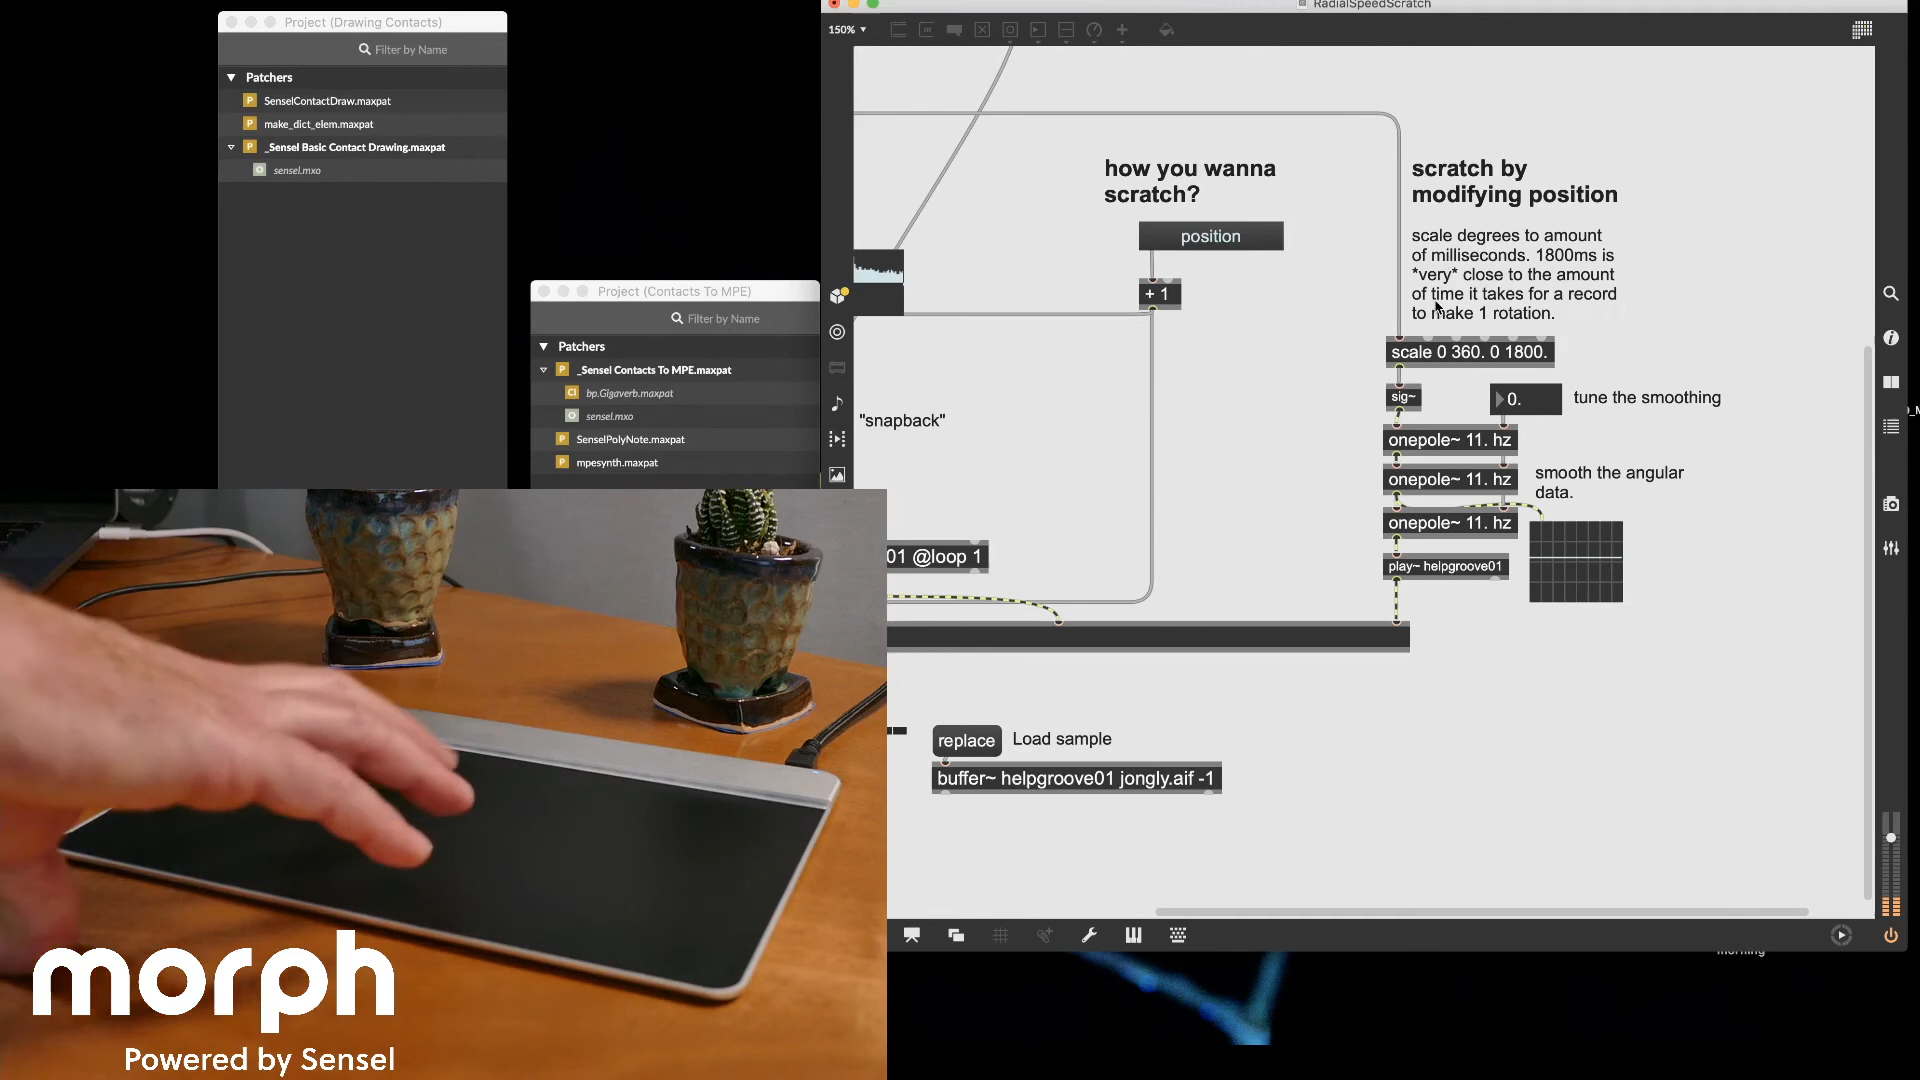 Project (Drawing Contacts)
Filter by Name
Patchers
SenselContactDraw.maxpat
make_dict_elem.maxpat
_Sensel Basic Contact Drawing.maxpat
sensel.mxo
Project (Contacts To MPE)
Filter by Name
Patchers
_Sensel Contacts To MPE.maxpat
bp.Gigaverb.maxpat
sensel.mxo
SenselPolyNote.maxpat
mpesynth.maxpat
RadialSpeedScratch
150%
how you wanna
scratch?
position
+ 1
"snapback"
01 @loop 1
scratch by
modifying position
scale degrees to amount
of milliseconds. 1800ms is
*very* close to the amount
of time it takes for a record
to make 1 rotation.
scale 0 360. 0 1800.
sig~
0.
tune the smoothing
onepole~ 11. hz
onepole~ 11. hz
smooth the angular
data.
onepole~ 11. hz
play~ helpgroove01
replace
Load sample
buffer~ helpgroove01 jongly.aif -1
morning
morph
Powered by Sensel